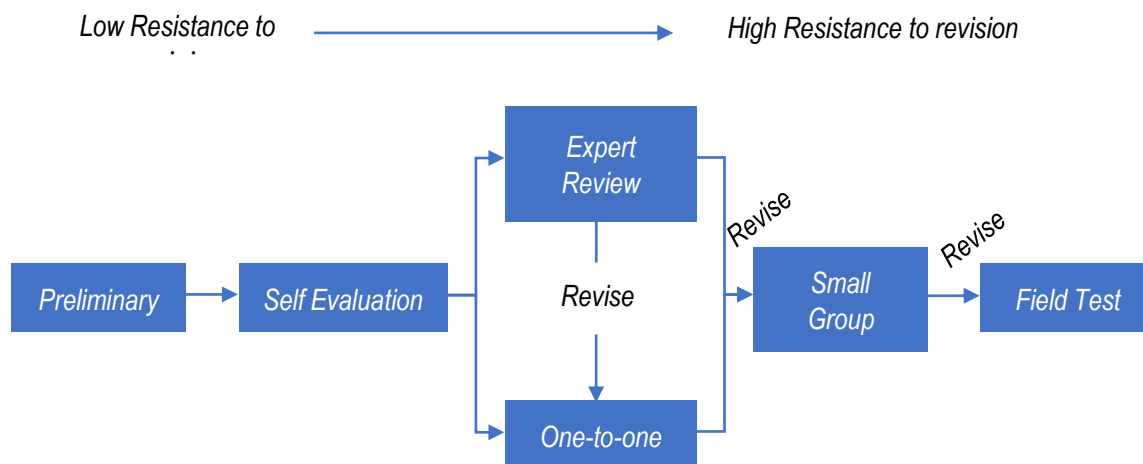 Low Resistance to
High Resistance to revision
Expert
Review
Revise
Revise
Preliminary
Self Evaluation
Revise
Small
Group
Field Test
One-to-one